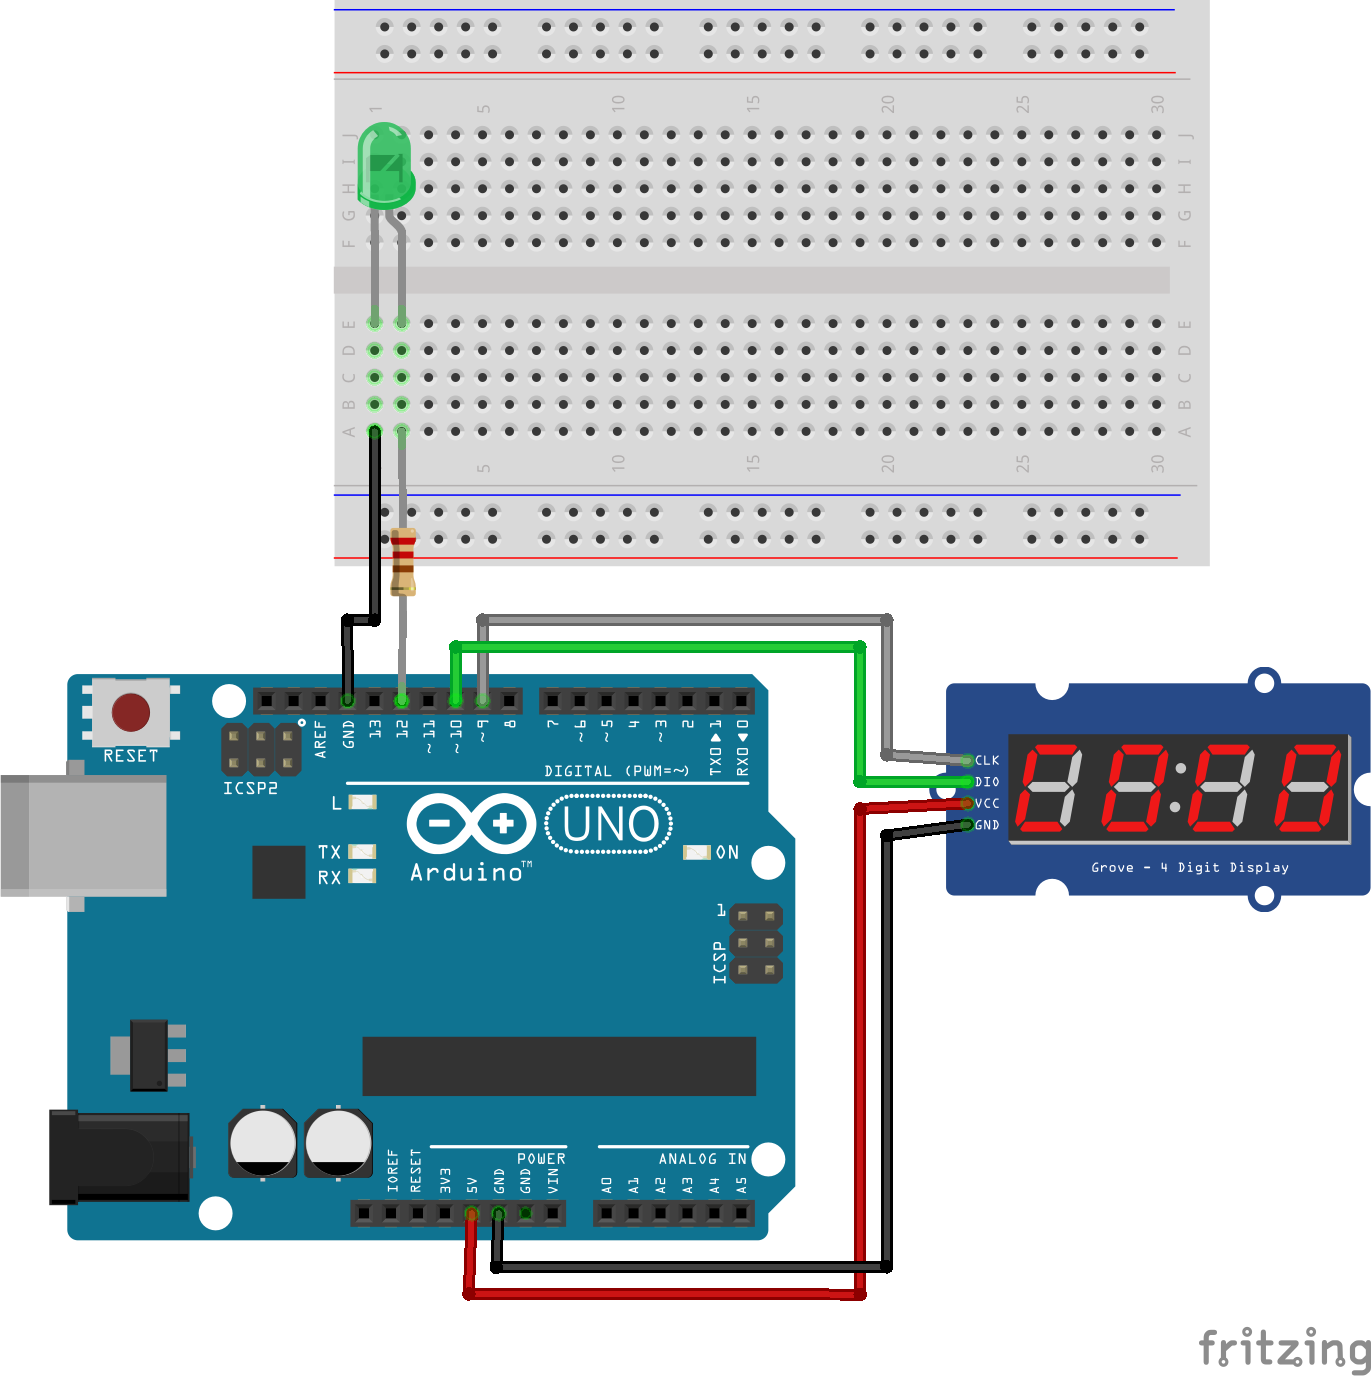 1 5 10 15 20 25 30
J J
I I
H H
G G
F F
E E
D D
C C
B B
A A
5 10 15 20 25 30
RESET
ICSP2
AREF
GND
13
12
~11
~10
~9
8
7
~6
~5
4
~3
2
TX0▶1
RX0◀0
DIGITAL (PWM=~)
L
TX
RX
UNO
Arduino™
ON
1
ICSP
CLK
DIO
VCC
GND
Grove - 4 Digit Display
POWER
ANALOG IN
IOREF
RESET
3V3
5V
GND
GND
VIN
A0
A1
A2
A3
A4
A5
fritzing